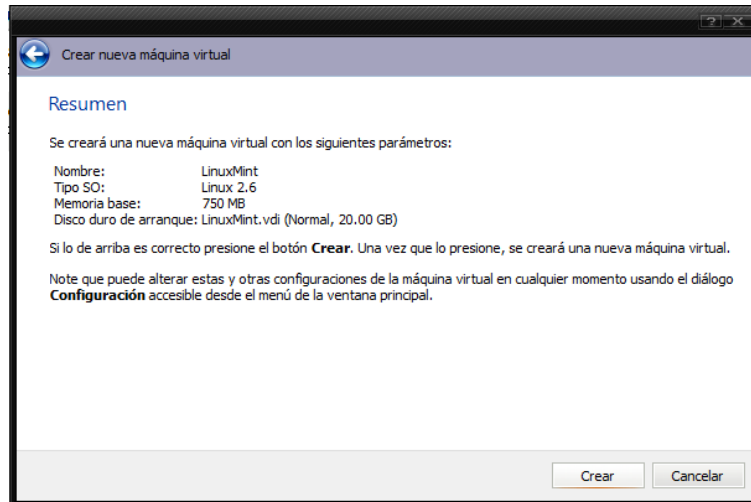 Crear nueva máquina virtual
Resumen
Se creará una nueva máquina virtual con los siguientes parámetros:
Nombre: LinuxMint
Tipo SO: Linux 2.6
Memoria base: 750 MB
Disco duro de arranque: LinuxMint.vdi (Normal, 20.00 GB)
Si lo de arriba es correcto presione el botón Crear. Una vez que lo presione, se creará una nueva máquina virtual.
Note que puede alterar estas y otras configuraciones de la máquina virtual en cualquier momento usando el diálogo
Configuración accesible desde el menú de la ventana principal.
Crear Cancelar